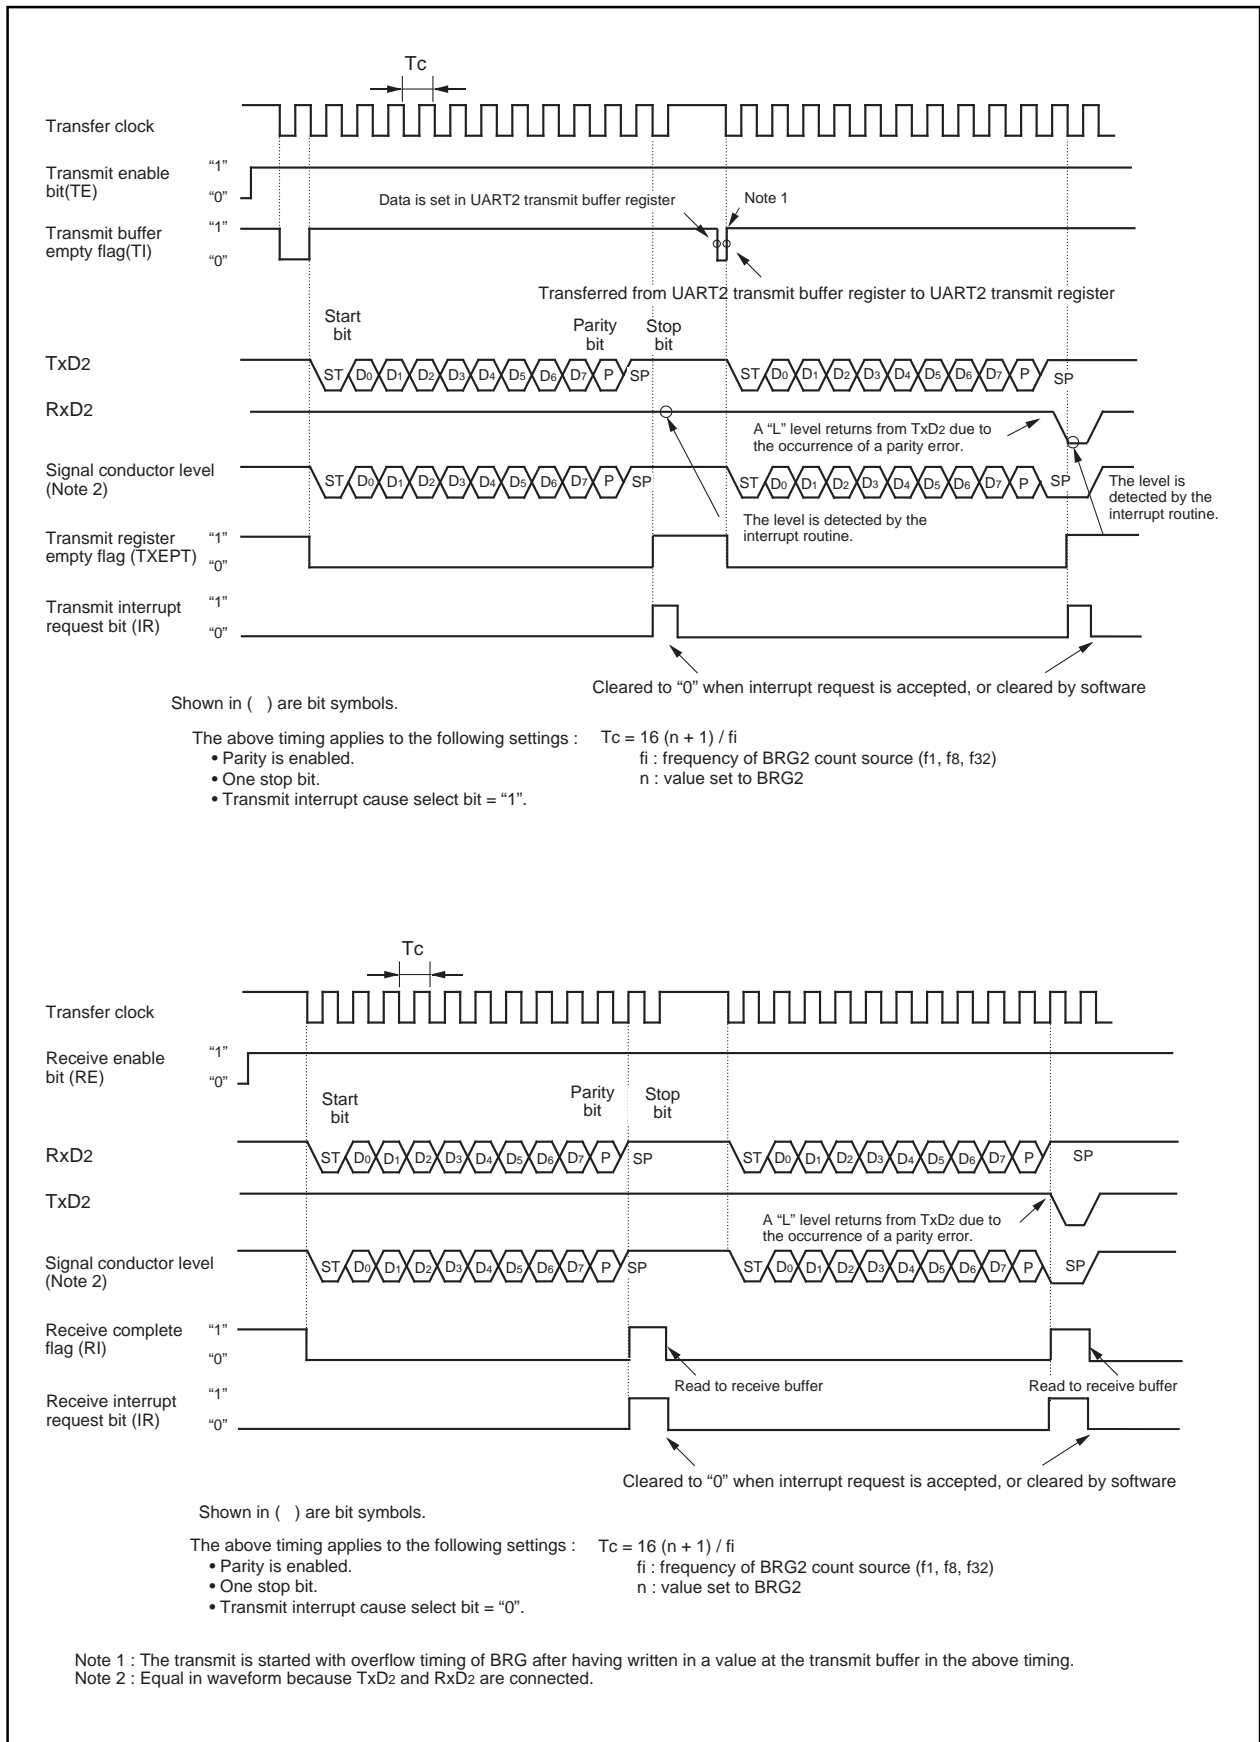 Tc
Transfer clock
Transmit enable
bit(TE)
“1”
“0”
Data is set in UART2 transmit buffer register
Note 1
Transmit buffer
empty flag(TI)
“1”
“0”
Transferred from UART2 transmit buffer register to UART2 transmit register
Start
bit
Parity
bit
Stop
bit
TxD2
ST D0 D1 D2 D3 D4 D5 D6 D7 P SP
ST D0 D1 D2 D3 D4 D5 D6 D7 P SP
RxD2
A “L” level returns from TxD2 due to
the occurrence of a parity error.
Signal conductor level
(Note 2)
ST D0 D1 D2 D3 D4 D5 D6 D7 P SP
ST D0 D1 D2 D3 D4 D5 D6 D7 P SP
The level is detected by the
interrupt routine.
The level is
detected by the
interrupt routine.
Transmit register
empty flag (TXEPT)
“1”
“0”
Transmit interrupt
request bit (IR)
“1”
“0”
Cleared to “0” when interrupt request is accepted, or cleared by software
Shown in ( ) are bit symbols.
The above timing applies to the following settings :
• Parity is enabled.
• One stop bit.
• Transmit interrupt cause select bit = “1”.
Tc = 16 (n + 1) / fi
fi : frequency of BRG2 count source (f1, f8, f32)
n : value set to BRG2
Tc
Transfer clock
Receive enable
bit (RE)
“1”
“0”
Start
bit
Parity
bit
Stop
bit
RxD2
ST D0 D1 D2 D3 D4 D5 D6 D7 P SP
ST D0 D1 D2 D3 D4 D5 D6 D7 P SP
TxD2
A “L” level returns from TxD2 due to
the occurrence of a parity error.
Signal conductor level
(Note 2)
ST D0 D1 D2 D3 D4 D5 D6 D7 P SP
ST D0 D1 D2 D3 D4 D5 D6 D7 P SP
Receive complete
flag (RI)
“1”
“0”
Read to receive buffer
Read to receive buffer
Receive interrupt
request bit (IR)
“1”
“0”
Cleared to “0” when interrupt request is accepted, or cleared by software
Shown in ( ) are bit symbols.
The above timing applies to the following settings :
• Parity is enabled.
• One stop bit.
• Transmit interrupt cause select bit = “0”.
Tc = 16 (n + 1) / fi
fi : frequency of BRG2 count source (f1, f8, f32)
n : value set to BRG2
Note 1 : The transmit is started with overflow timing of BRG after having written in a value at the transmit buffer in the above timing.
Note 2 : Equal in waveform because TxD2 and RxD2 are connected.